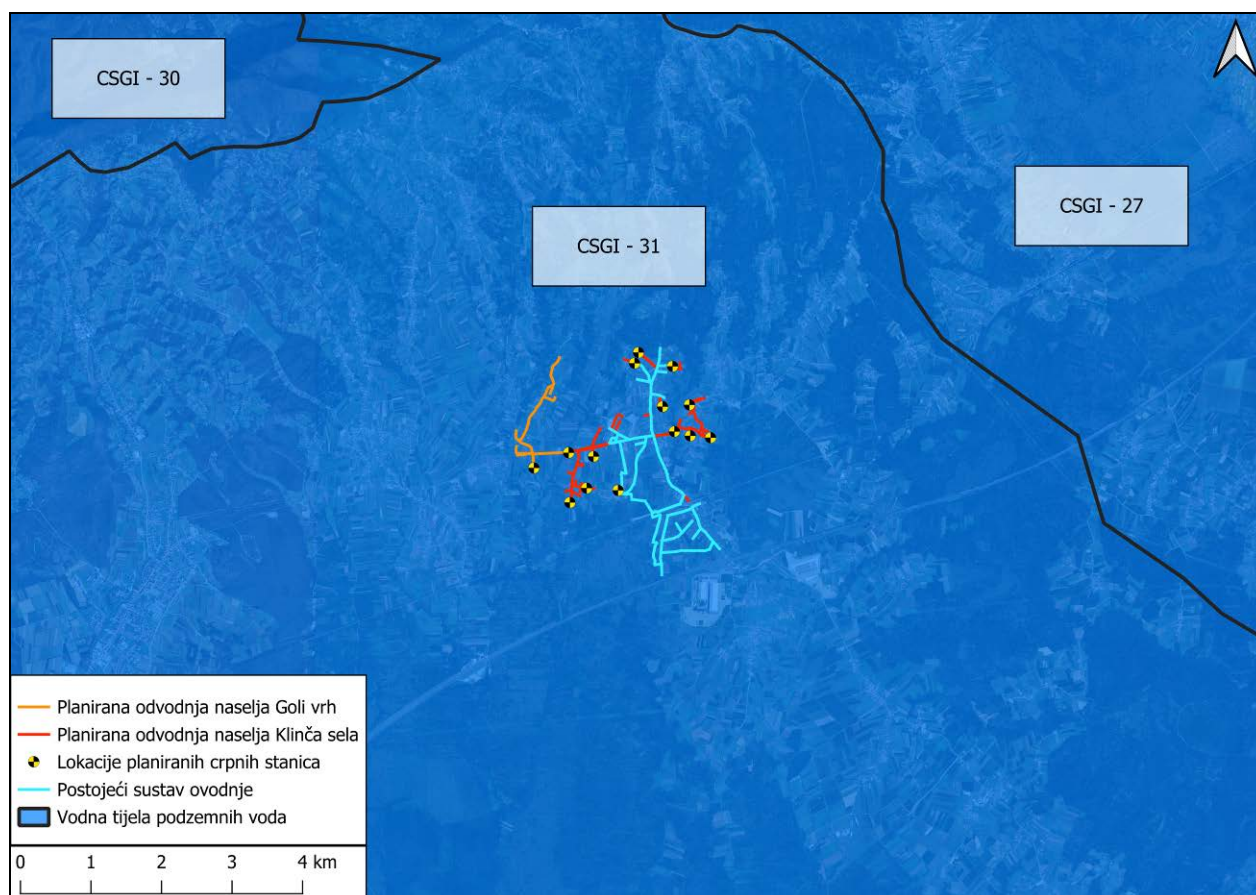 CSGI - 30
CSGI - 27
CSGI - 31
Planirana odvodnja naselja Goli vrh
Planirana odvodnja naselja Klinča sela
Lokacije planiranih crpnih stanica
Postojeći sustav ovodnje
Vodna tijela podzemnih voda
0 1 2 3 4 km